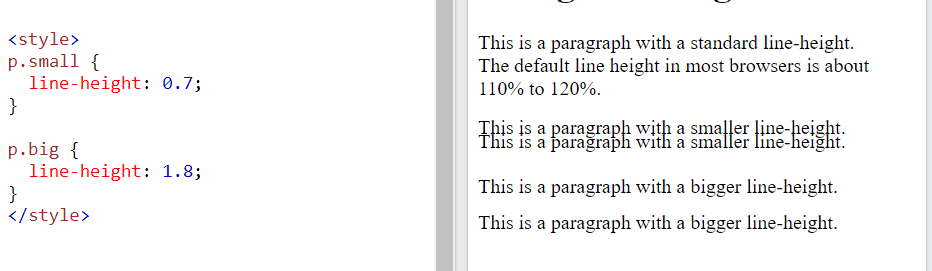 <style>
p.small {
  line-height: 0.7;
}
p.big {
  line-height: 1.8;
}
</style>
This is a paragraph with a standard line-height.
The default line height in most browsers is about
110% to 120%.
This is a paragraph with a smaller line-height.
This is a paragraph with a smaller line-height.
This is a paragraph with a bigger line-height.
This is a paragraph with a bigger line-height.